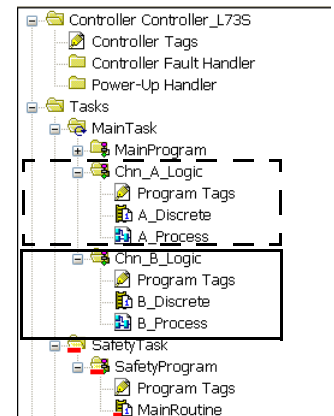 Controller Controller_L73S
Controller Tags
Controller Fault Handler
Power-Up Handler
Tasks
MainTask
MainProgram
Chn_A_Logic
Program Tags
A_Discrete
A_Process
Chn_B_Logic
Program Tags
B_Discrete
B_Process
SafetyTask
SafetyProgram
Program Tags
MainRoutine